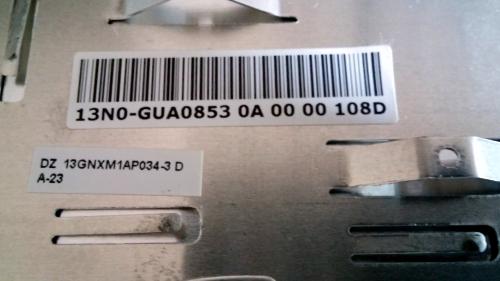 13N0-GUA0853 0A 00 00 108D
DZ 13GNXM1AP034-3 D
A-23